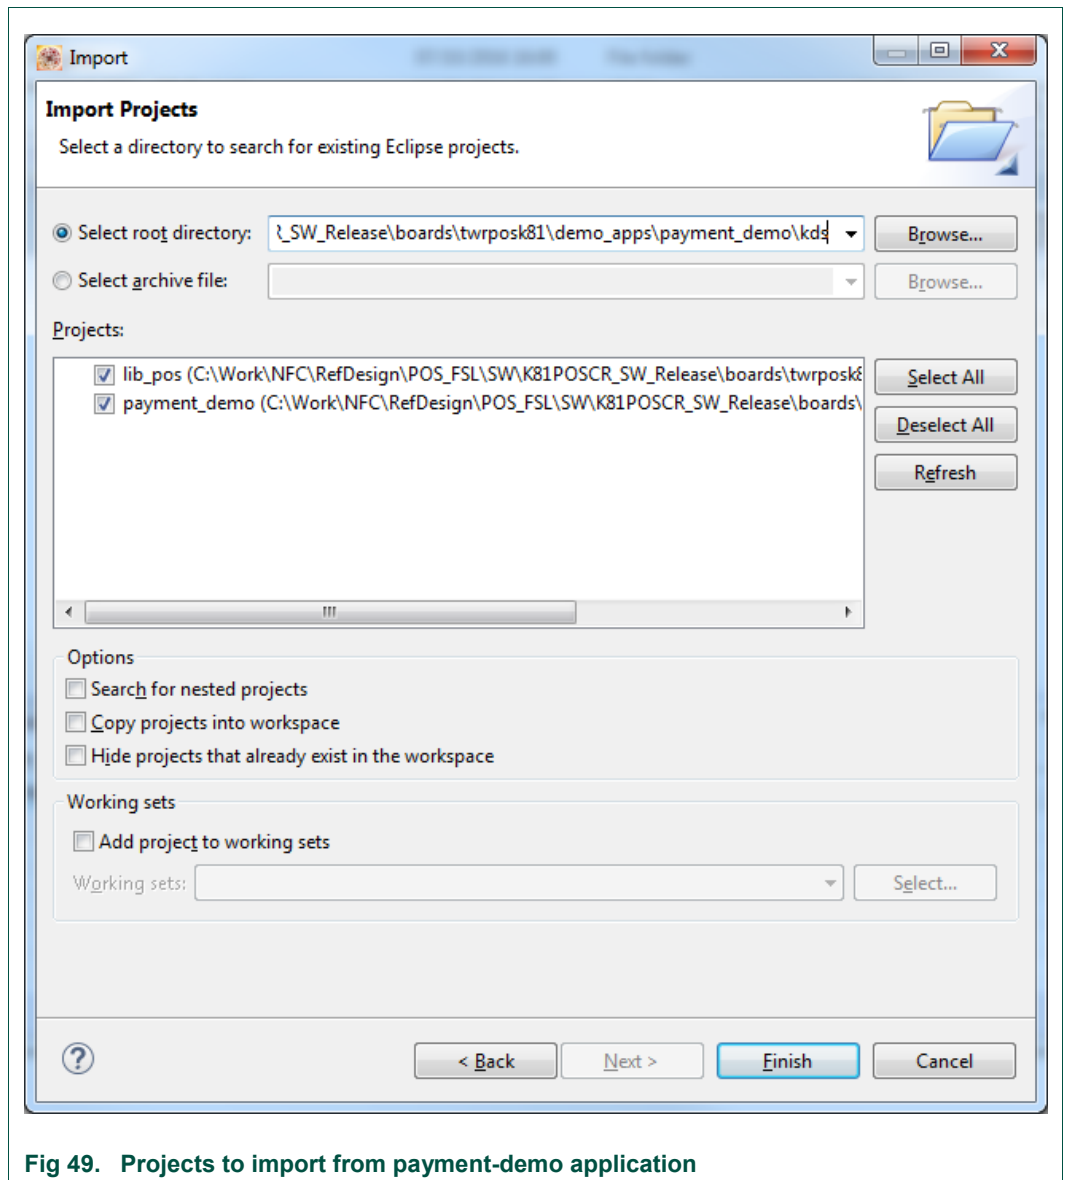 Import
Import Projects
Select a directory to search for existing Eclipse projects.
Select root directory: R_SW_Release\boards\twrposk81\demo_apps\payment_demo\kds Browse...
Select archive file: Browse...
Projects:
lib_pos (C:\Work\NFC\RefDesign\POS_FSL\SW\K81POSCR_SW_Release\boards\twrposk8
payment_demo (C:\Work\NFC\RefDesign\POS_FSL\SW\K81POSCR_SW_Release\boards\
Select All
Deselect All
Refresh
Options
Search for nested projects
Copy projects into workspace
Hide projects that already exist in the workspace
Working sets
Add project to working sets
Working sets: Select...
< Back Next > Finish Cancel
Fig 49. Projects to import from payment-demo application